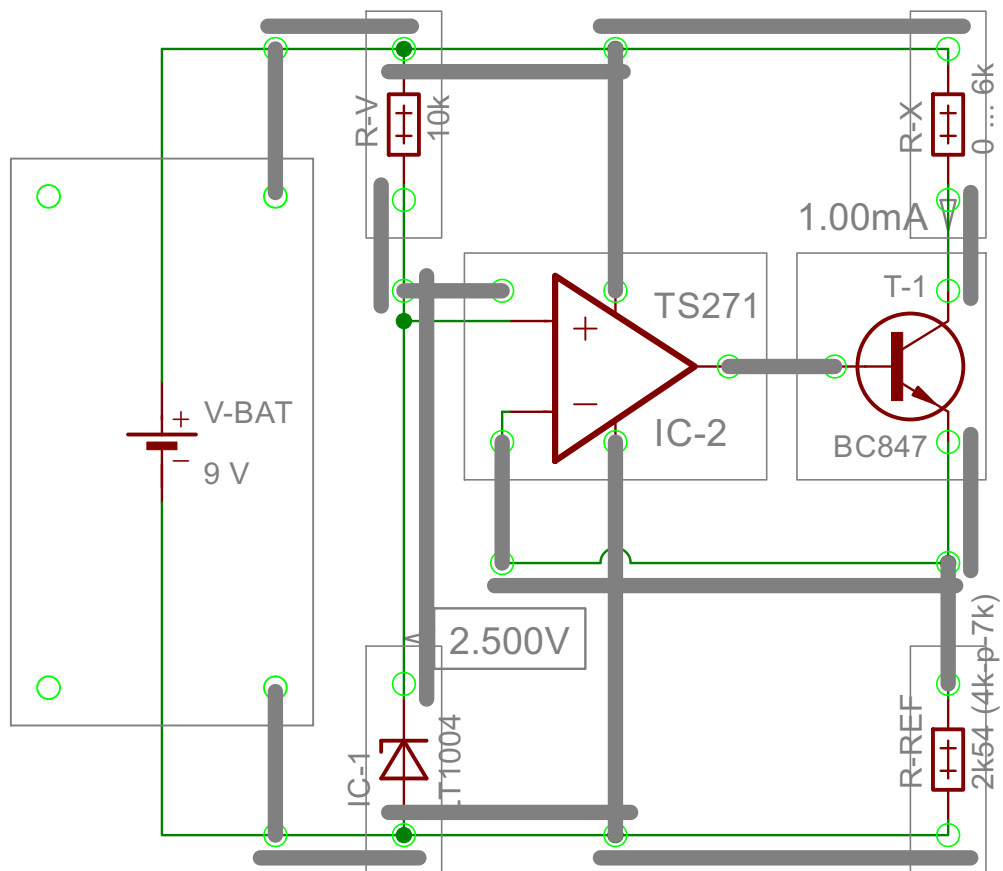 R-V
10k
R-X
0 ... 6k
1.00mA
T-1
TS271
+
V-BAT
+
−
IC-2
BC847
−
9 V
2.500V
IC-1
LT1004
R-REF
2k54 (4k-p-7k)